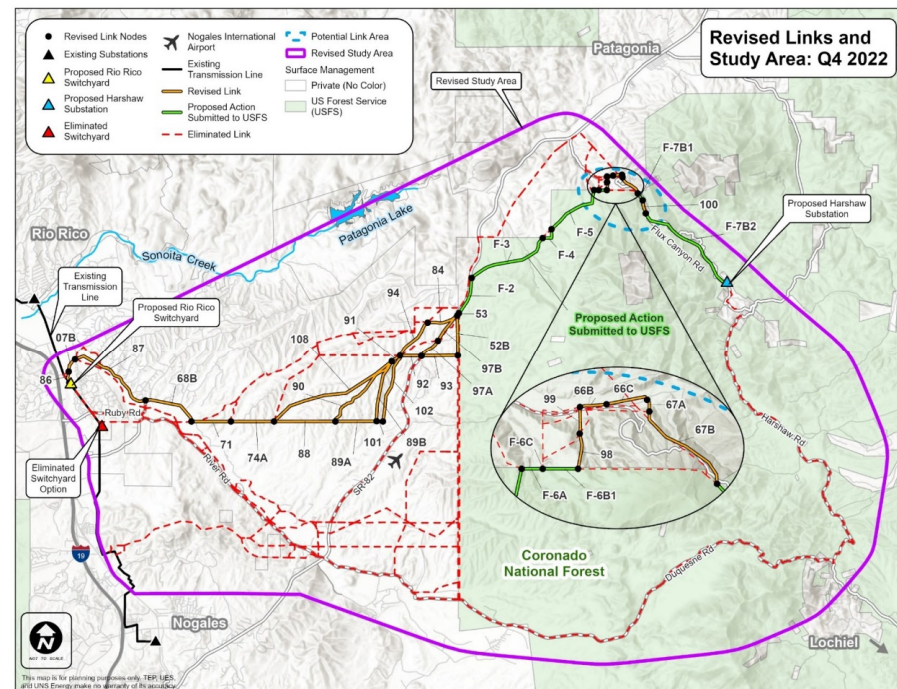 Revised Links and
Study Area: Q4 2022
Revised Link Nodes
Existing Substations
Proposed Rio Rico
Switchyard
Proposed Harshaw
Substation
Eliminated
Switchyard
Nogales International
Airport
Existing
Transmission Line
Revised Link
Proposed Action
Submitted to USFS
Eliminated Link
Potential Link Area
Revised Study Area
Surface Management
Private (No Color)
US Forest Service
(USFS)
Patagonia
Revised Study Area
F-7B1
100
F-7B2
Proposed Harshaw
Substation
Flux Canyon Rd
F-5
F-4
F-3
F-2
Patagonia Lake
Sonoita Creek
Rio Rico
Existing
Transmission Line
Proposed Rio Rico
Switchyard
07B
87
86
68B
108
91
94
84
90
53
52B
97B
97A
92
93
102
Proposed Action
Submitted to USFS
Ruby Rd
71
74A
88
89A
101
89B
SR-82
River Rd
Eliminated
Switchyard
Option
19
99
66B
66C
67A
67B
98
F-6C
F-6A
F-6B1
Harshaw Rd
Coronado
National Forest
Duquesne Rd
Nogales
Lochiel
N
NOT TO SCALE
This map is for planning purposes only. TEP, UES,
and UNS Energy make no warranty of its accuracy.